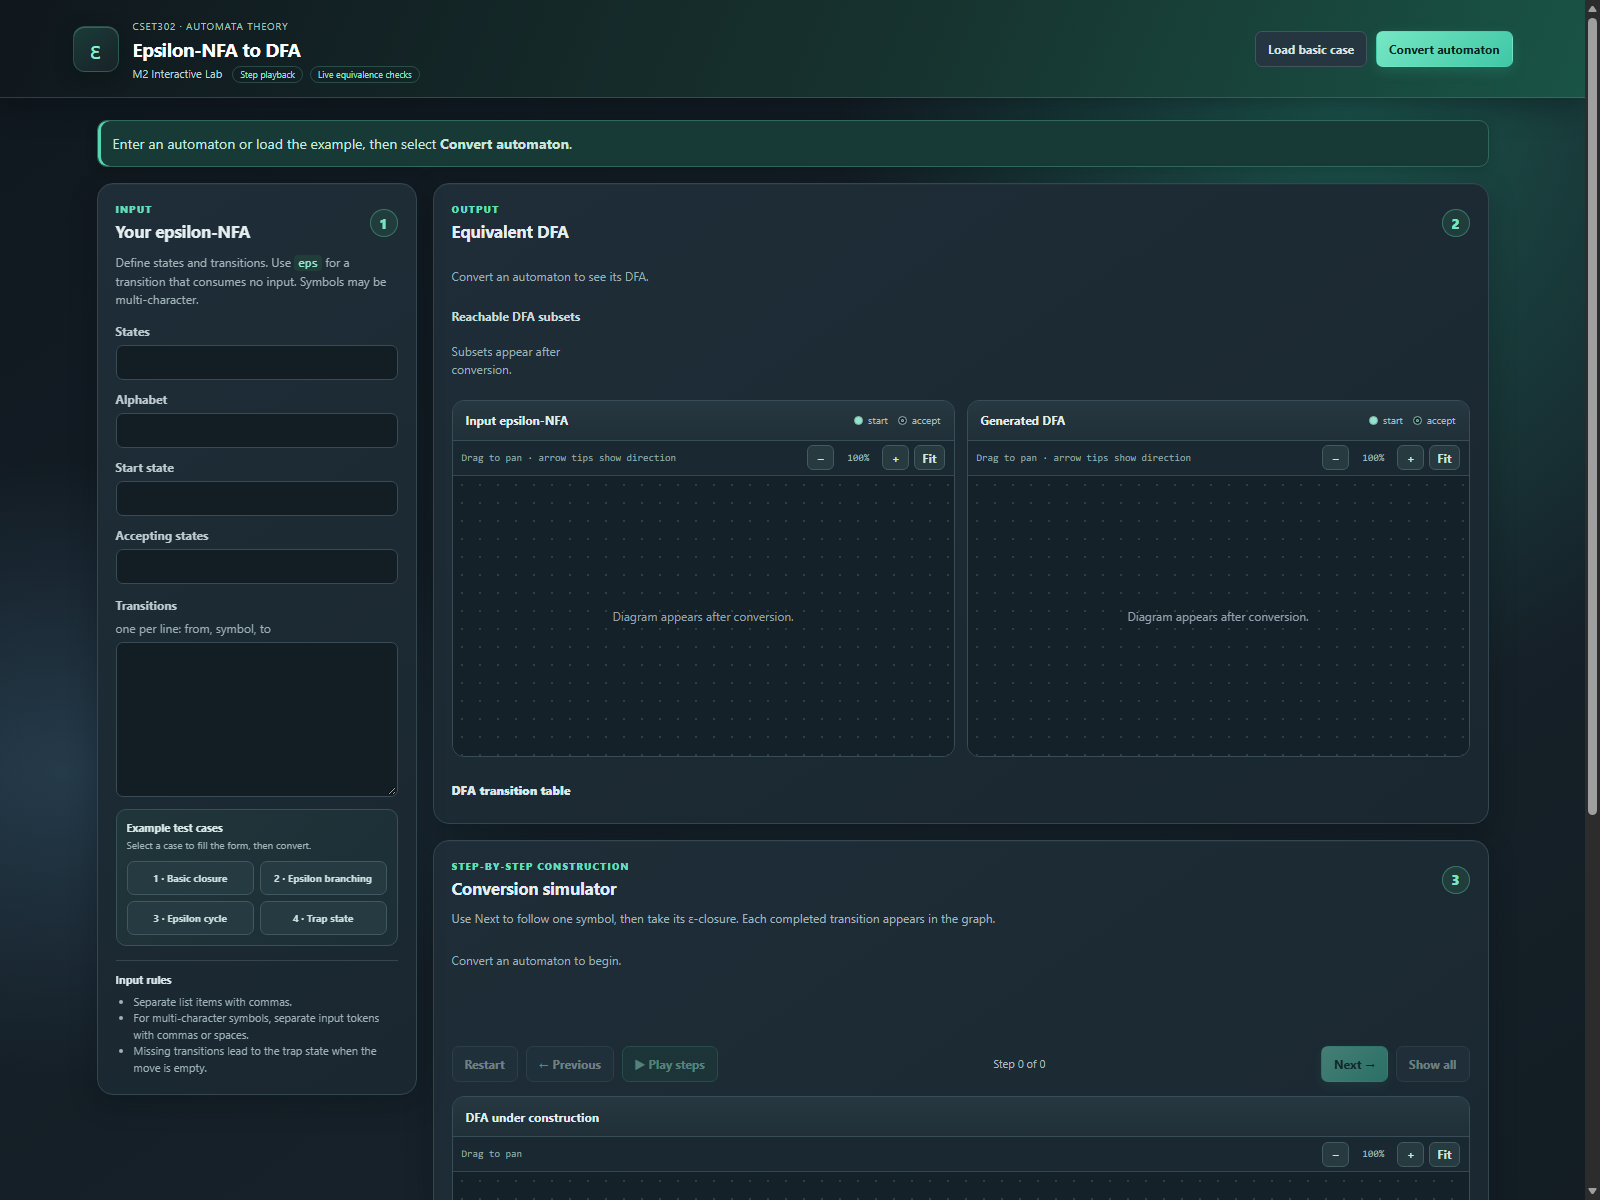 ε
CSET302 · AUTOMATA THEORY
Epsilon-NFA to DFA
M2 Interactive Lab Step playback Live equivalence checks
Load basic case
Convert automaton
Enter an automaton or load the example, then select Convert automaton.
INPUT
Your epsilon-NFA
1
Define states and transitions. Use eps for a
transition that consumes no input. Symbols may be
multi-character.
States
Alphabet
Start state
Accepting states
Transitions
one per line: from, symbol, to
Example test cases
Select a case to fill the form, then convert.
1 · Basic closure
2 · Epsilon branching
3 · Epsilon cycle
4 · Trap state
Input rules
• Separate list items with commas.
• For multi-character symbols, separate input tokens
with commas or spaces.
• Missing transitions lead to the trap state when the
move is empty.
OUTPUT
Equivalent DFA
2
Convert an automaton to see its DFA.
Reachable DFA subsets
Subsets appear after
conversion.
Input epsilon-NFA start accept
Drag to pan · arrow tips show direction − 100% + Fit
Diagram appears after conversion.
Generated DFA start accept
Drag to pan · arrow tips show direction − 100% + Fit
Diagram appears after conversion.
DFA transition table
STEP-BY-STEP CONSTRUCTION
Conversion simulator
3
Use Next to follow one symbol, then take its ε-closure. Each completed transition appears in the graph.
Convert an automaton to begin.
Restart ← Previous ▶ Play steps Step 0 of 0 Next → Show all
DFA under construction
Drag to pan − 100% + Fit